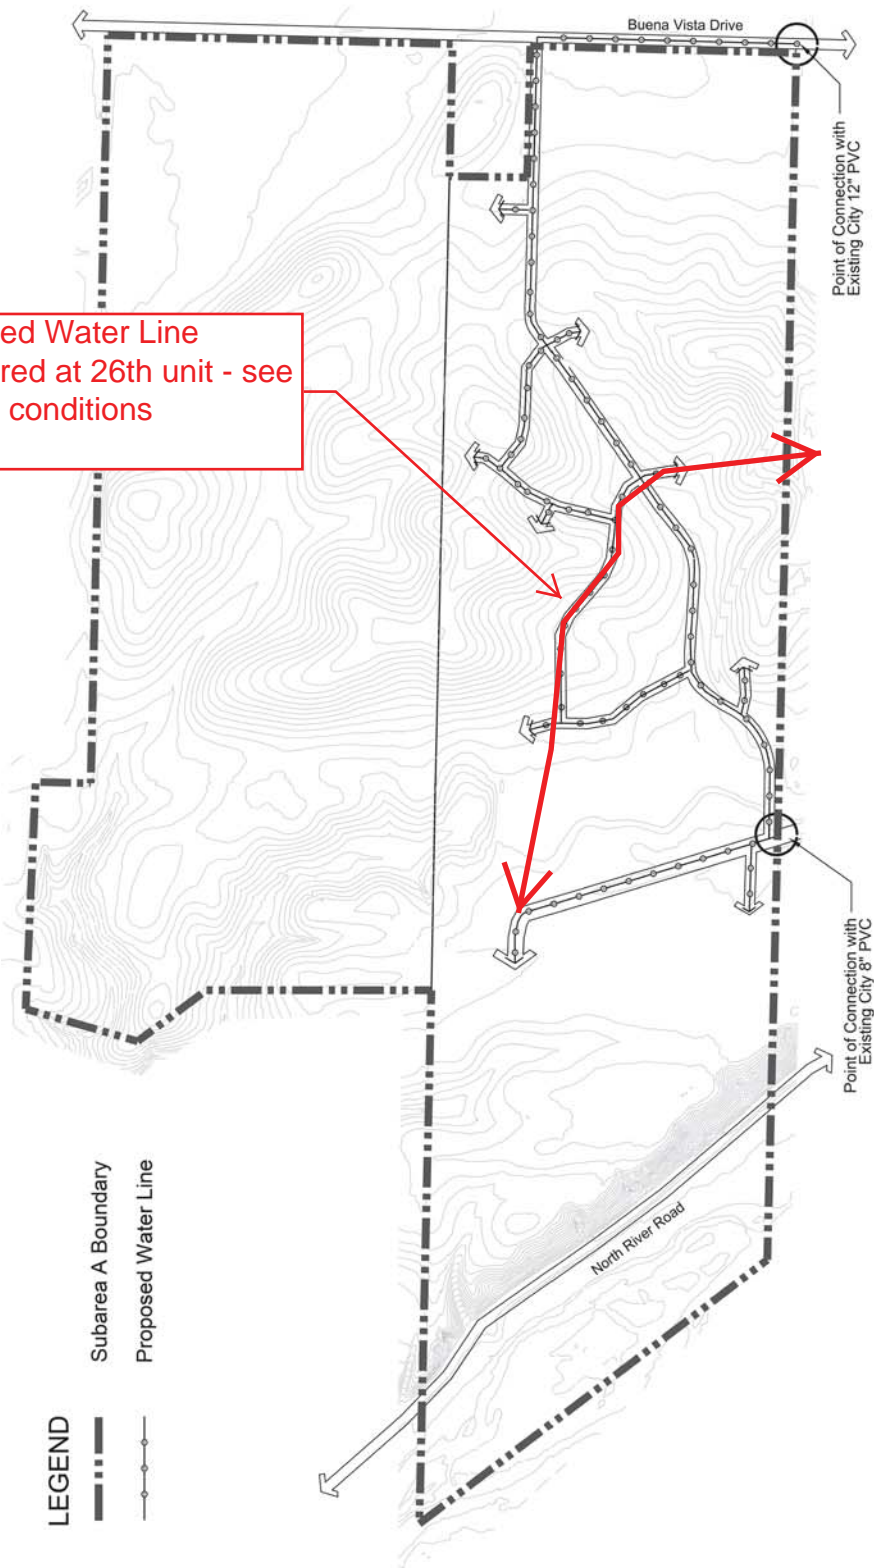 Buena Vista Drive
Point of Connection with
Existing City 12" PVC
ed Water Line
red at 26th unit - see
conditions
Point of Connection with
Existing City 8" PVC
North River Road
LEGEND
Subarea A Boundary
Proposed Water Line